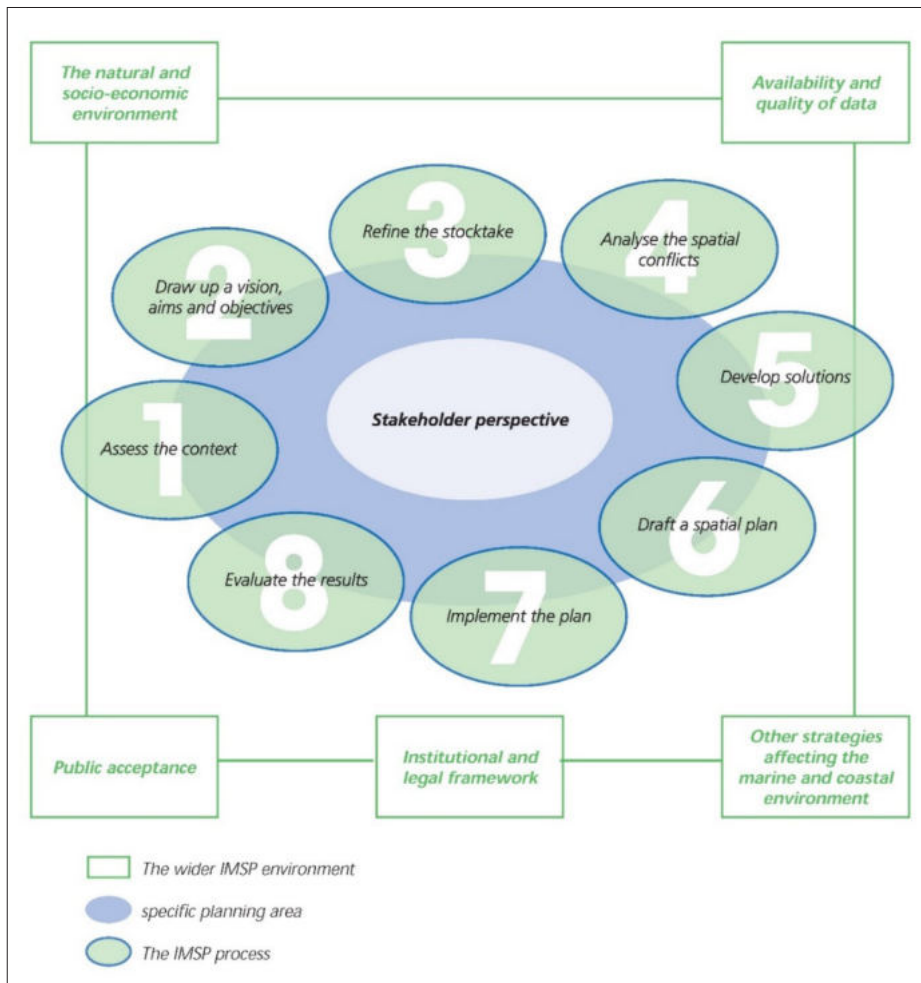 The natural and
socio-economic
environment
Availability and
quality of data
1
Assess the context
2
Draw up a vision,
aims and objectives
3
Refine the stocktake
4
Analyse the spatial
conflicts
5
Develop solutions
6
Draft a spatial plan
7
Implement the plan
8
Evaluate the results
Stakeholder perspective
Public acceptance
Institutional and
legal framework
Other strategies
affecting the
marine and coastal
environment
The wider IMSP environment
specific planning area
The IMSP process